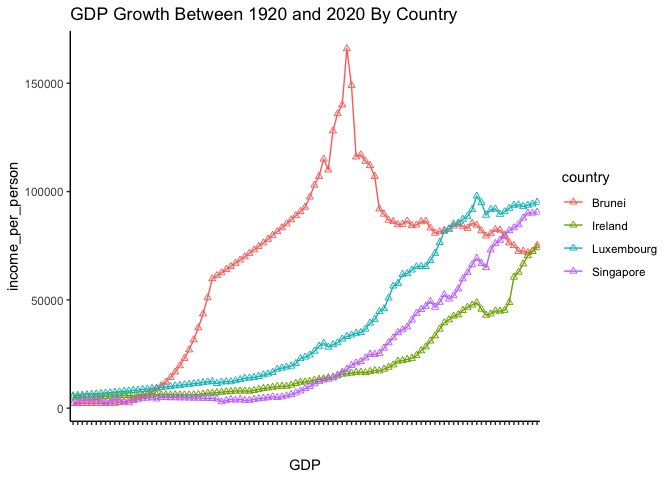 GDP Growth Between 1920 and 2020 By Country
150000
100000
50000
0
income_per_person
GDP
country
Brunei
Ireland
Luxembourg
Singapore